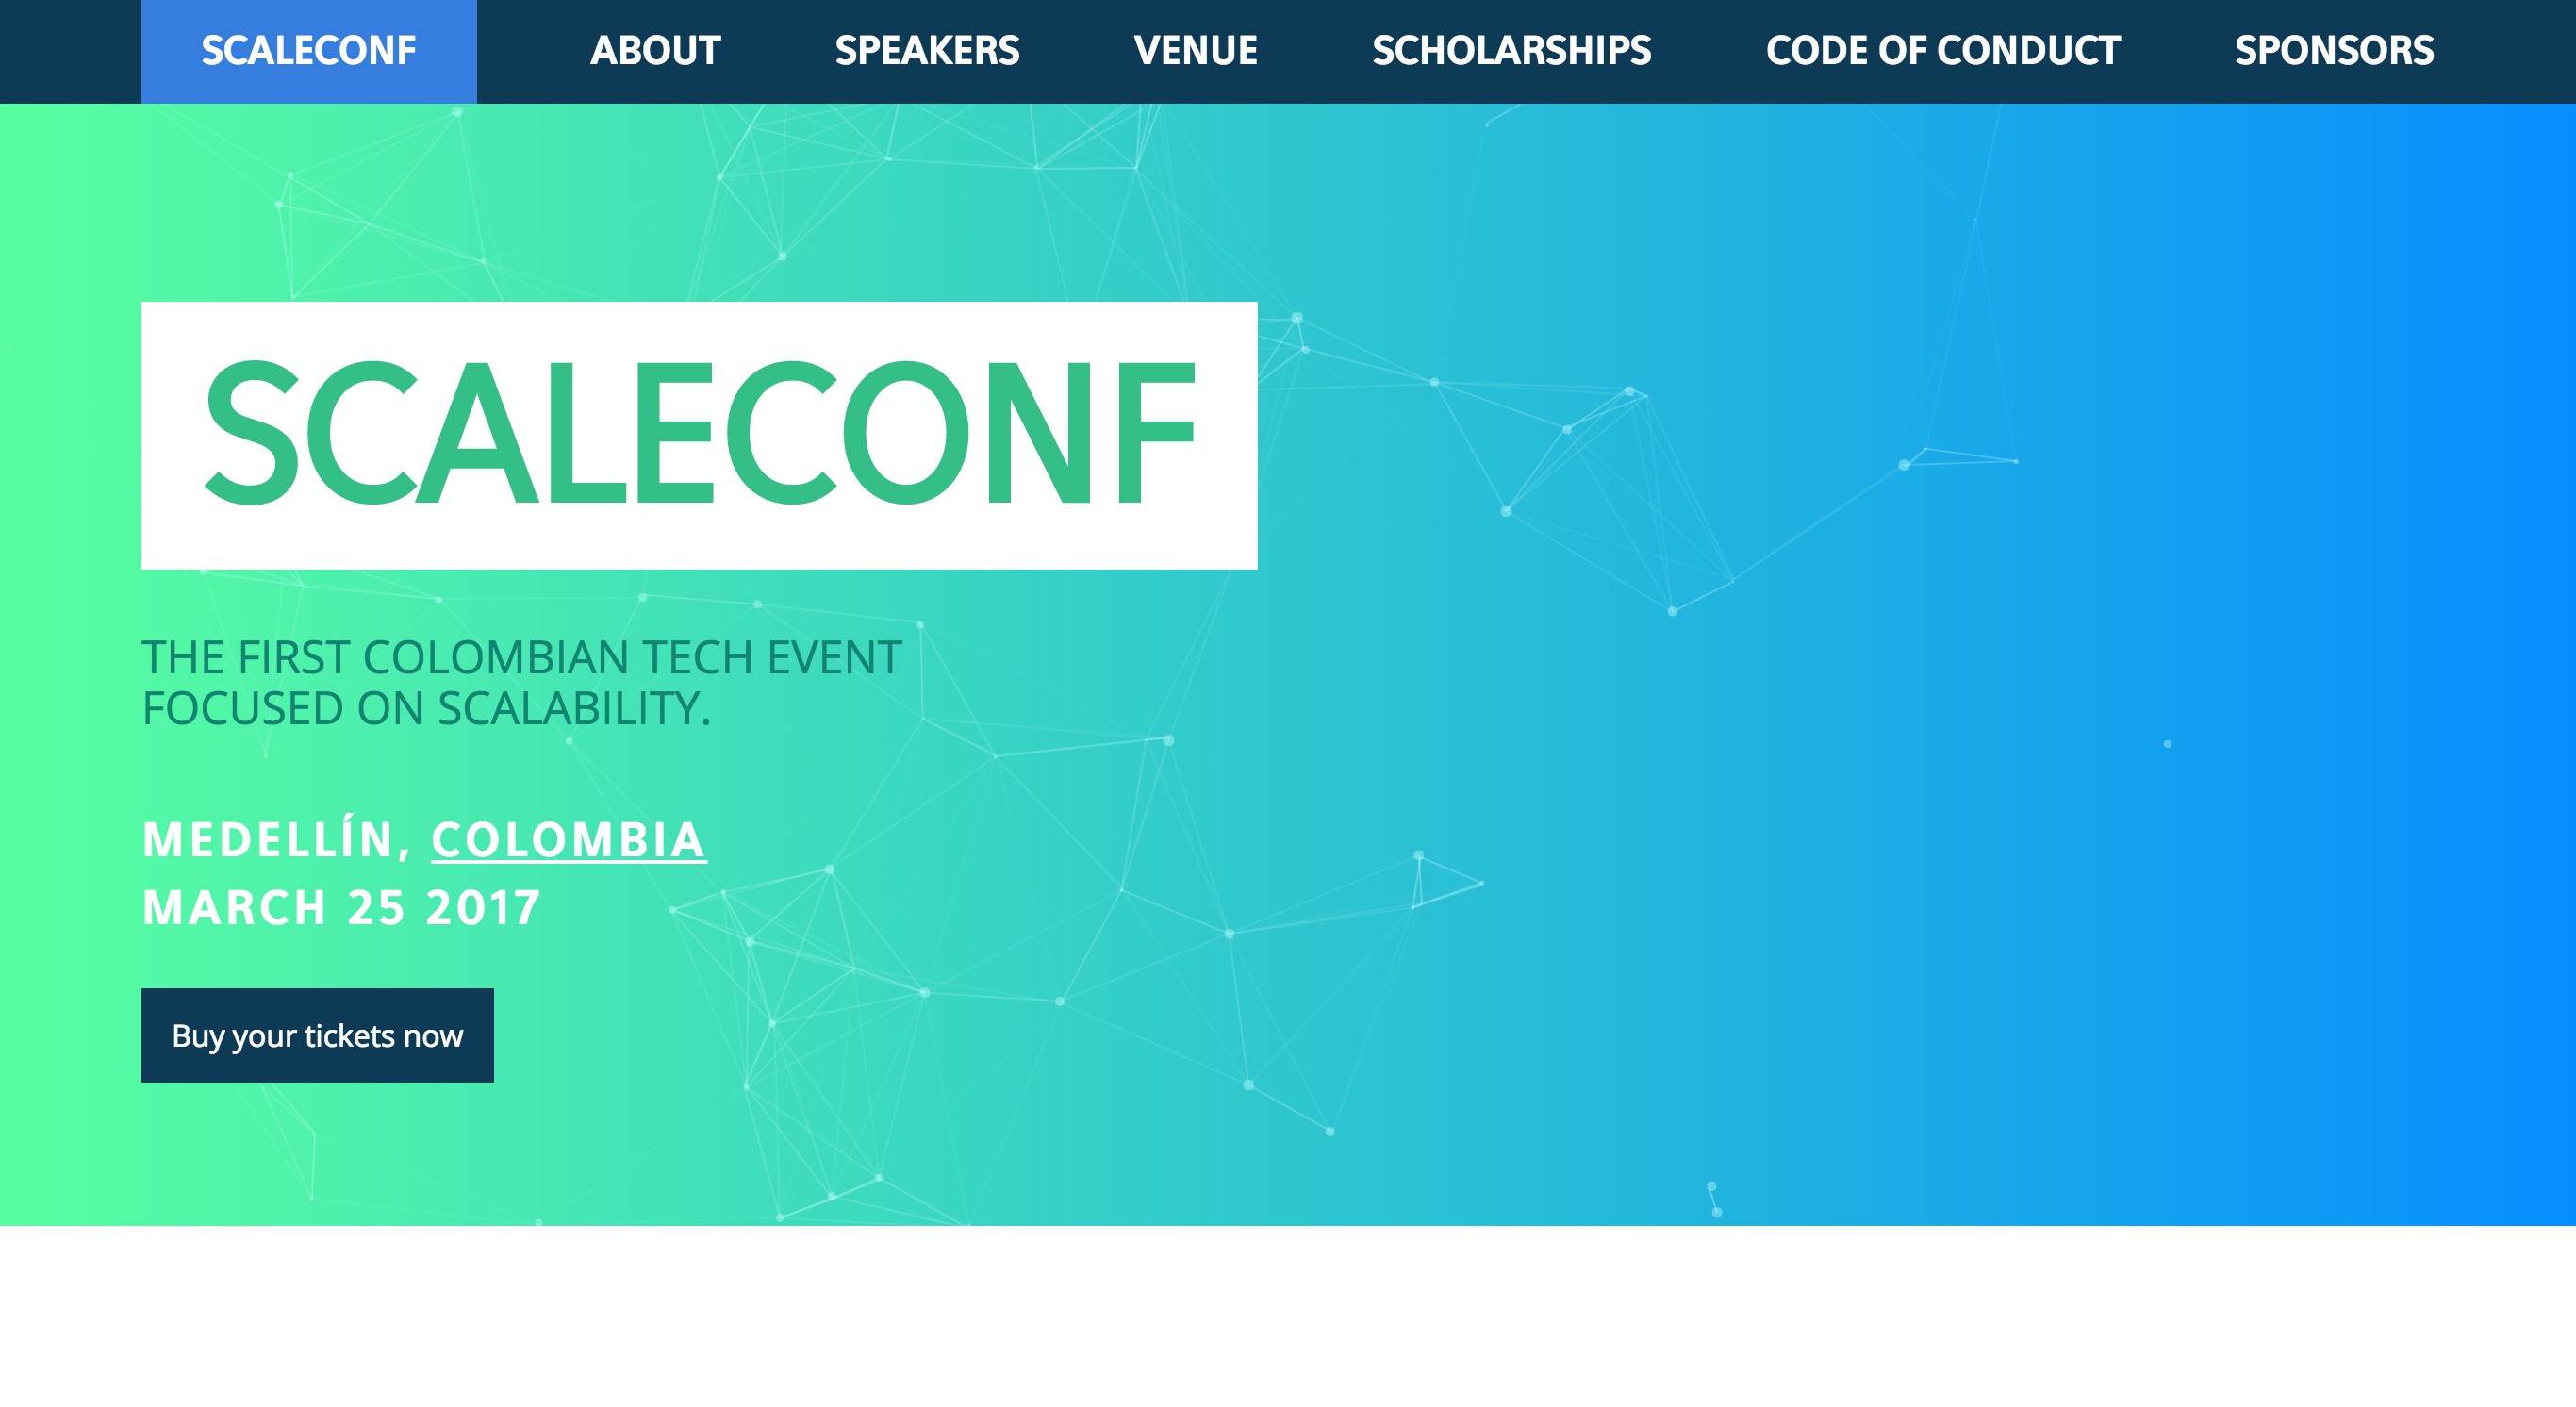 SCALECONF
ABOUT
SPEAKERS
VENUE
SCHOLARSHIPS
CODE OF CONDUCT
SPONSORS
SCALECONF
THE FIRST COLOMBIAN TECH EVENT
FOCUSED ON SCALABILITY.
MEDELLÍN, COLOMBIA
MARCH 25 2017
Buy your tickets now